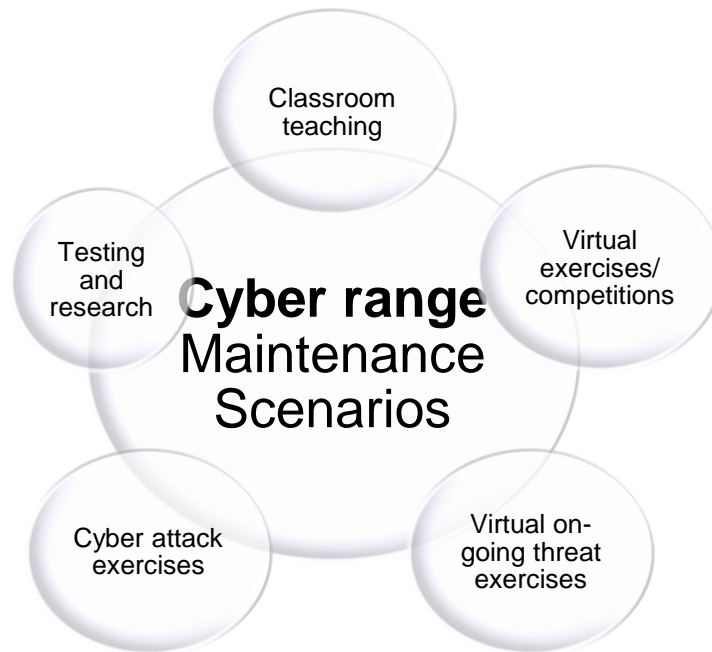 Classroom
teaching
Virtual
exercises/
competitions
Testing
and
research
Cyber range
Maintenance
Scenarios
Cyber attack
exercises
Virtual on-
going threat
exercises